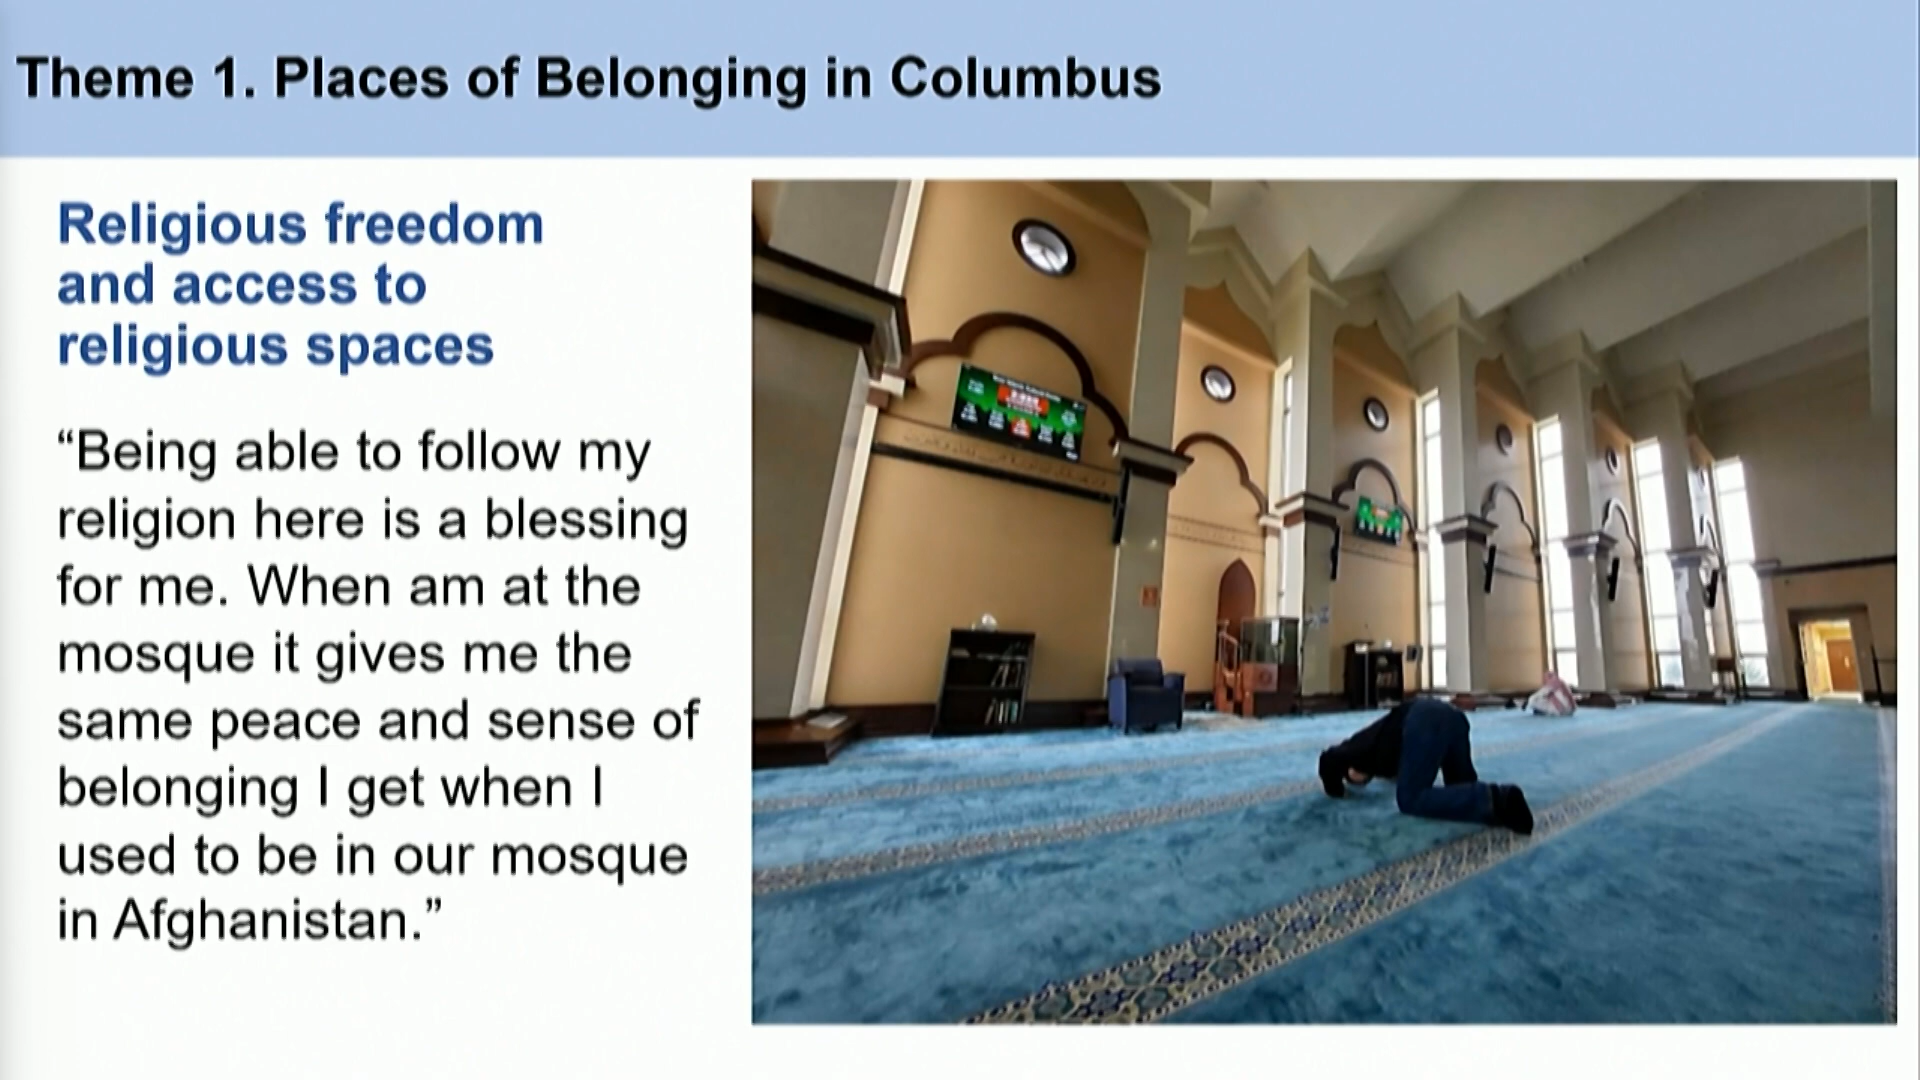 Theme 1. Places of Belonging in Columbus
Religious freedom
and access to
religious spaces
“Being able to follow my
religion here is a blessing
for me. When am at the
mosque it gives me the
same peace and sense of
belonging I get when I
used to be in our mosque
in Afghanistan.”